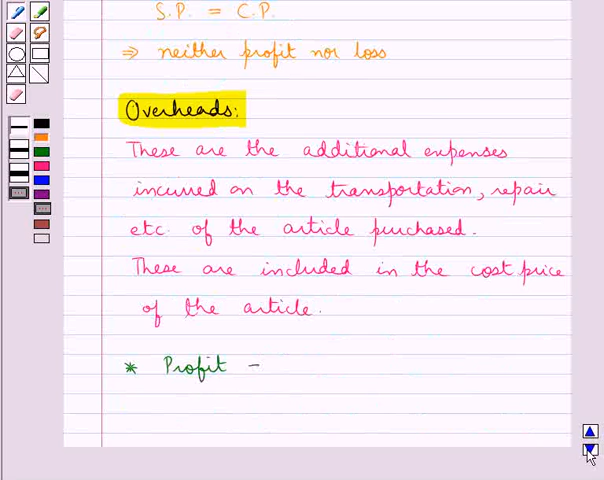 S.P. = C.P.
⇒ neither profit nor loss
Overheads:
These are the additional expenses
incurred on the transportation, repair
etc. of the article purchased.
These are included in the cost price
of the article.
* Profit -